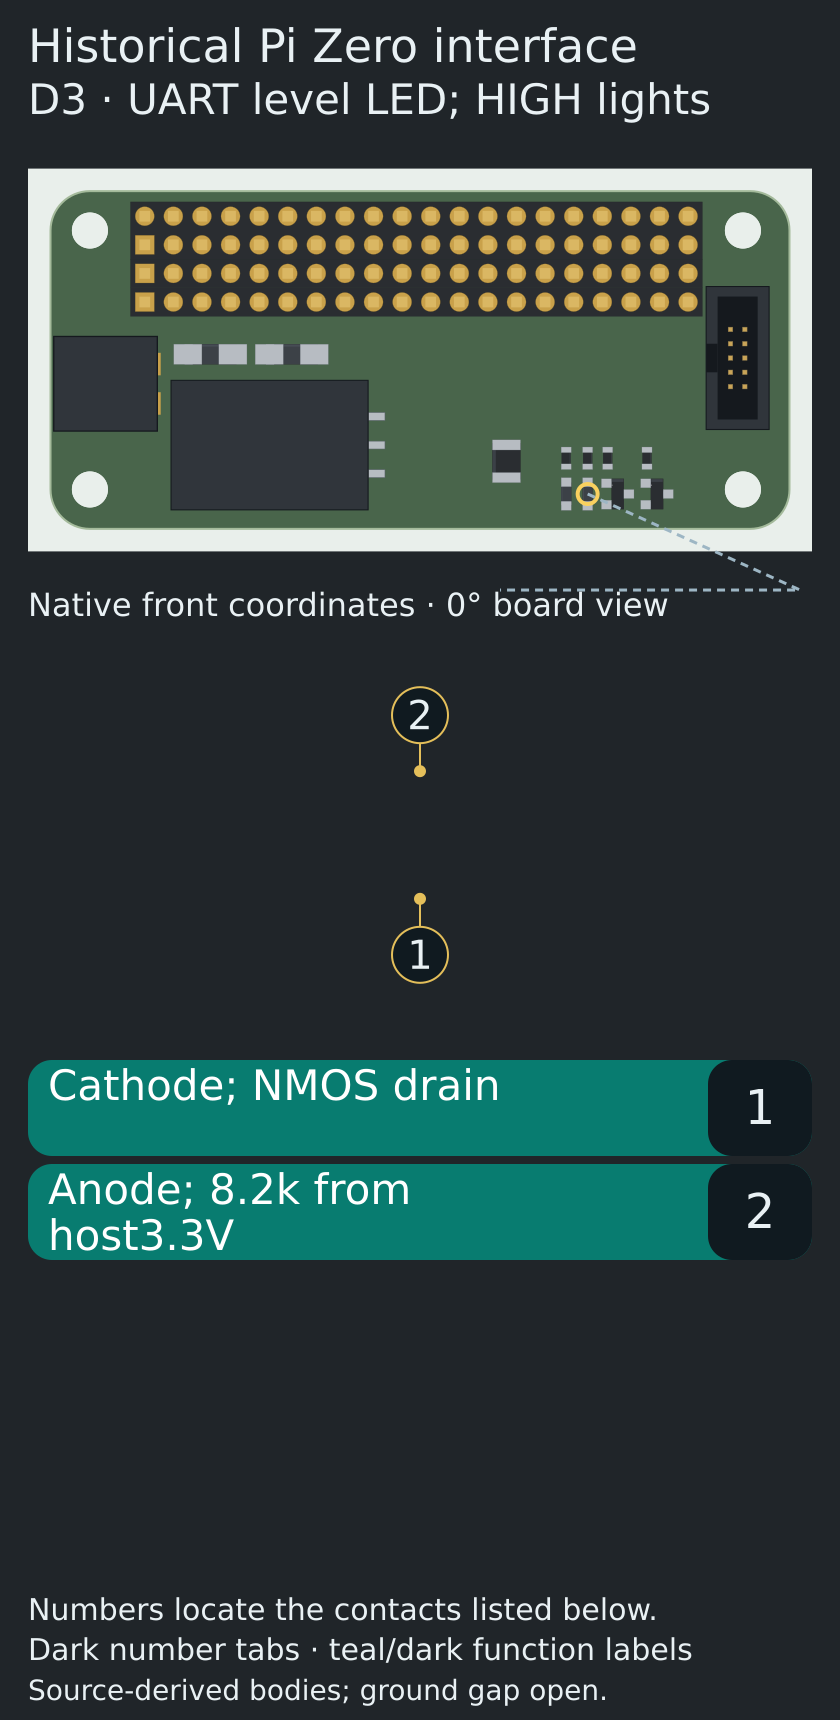 Historical Pi Zero interface
D3 · UART level LED; HIGH lights
Native front coordinates · 0° board view
2
1
Cathode; NMOS drain
1
Anode; 8.2k from
host3.3V
2
Numbers locate the contacts listed below.
Dark number tabs · teal/dark function labels
Source-derived bodies; ground gap open.